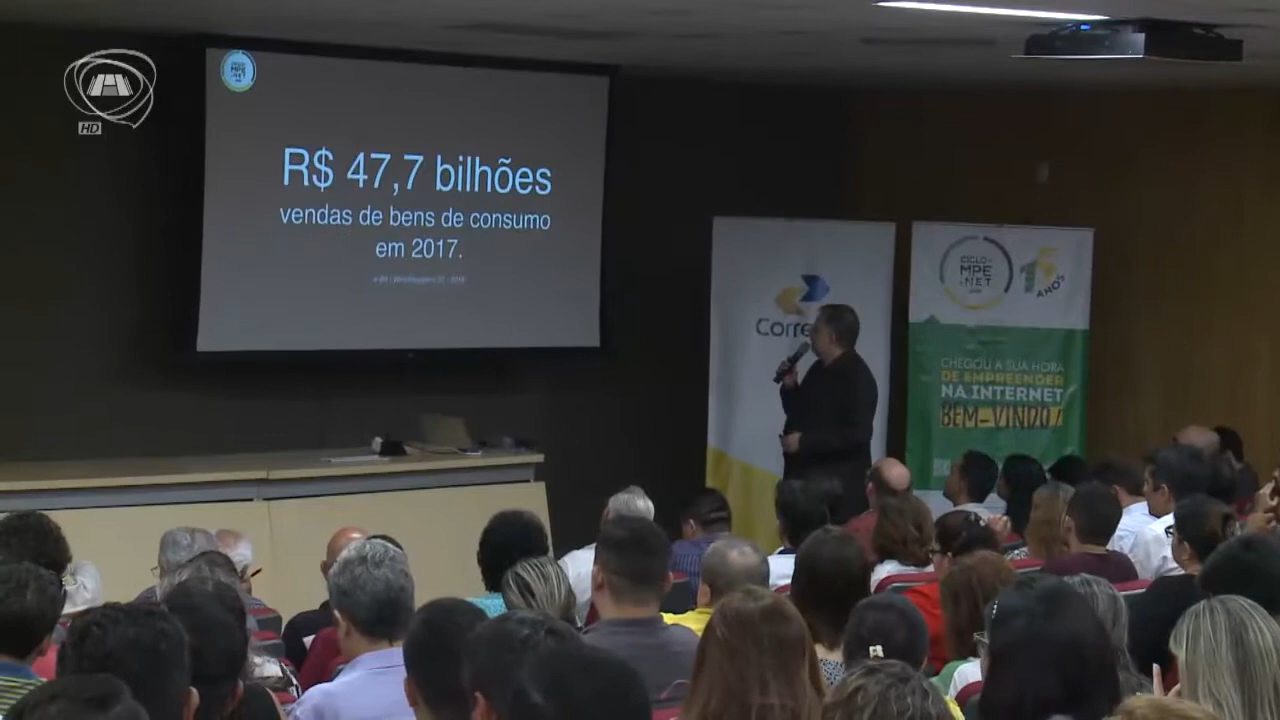 HD
MPE
R$ 47,7 bilhões
vendas de bens de consumo
em 2017.
Corre
CICLO
MPE
NET
15
ANOS
CHEGOU A SUA HORA
DE EMPREENDER
NA INTERNET
BEM-VINDO!